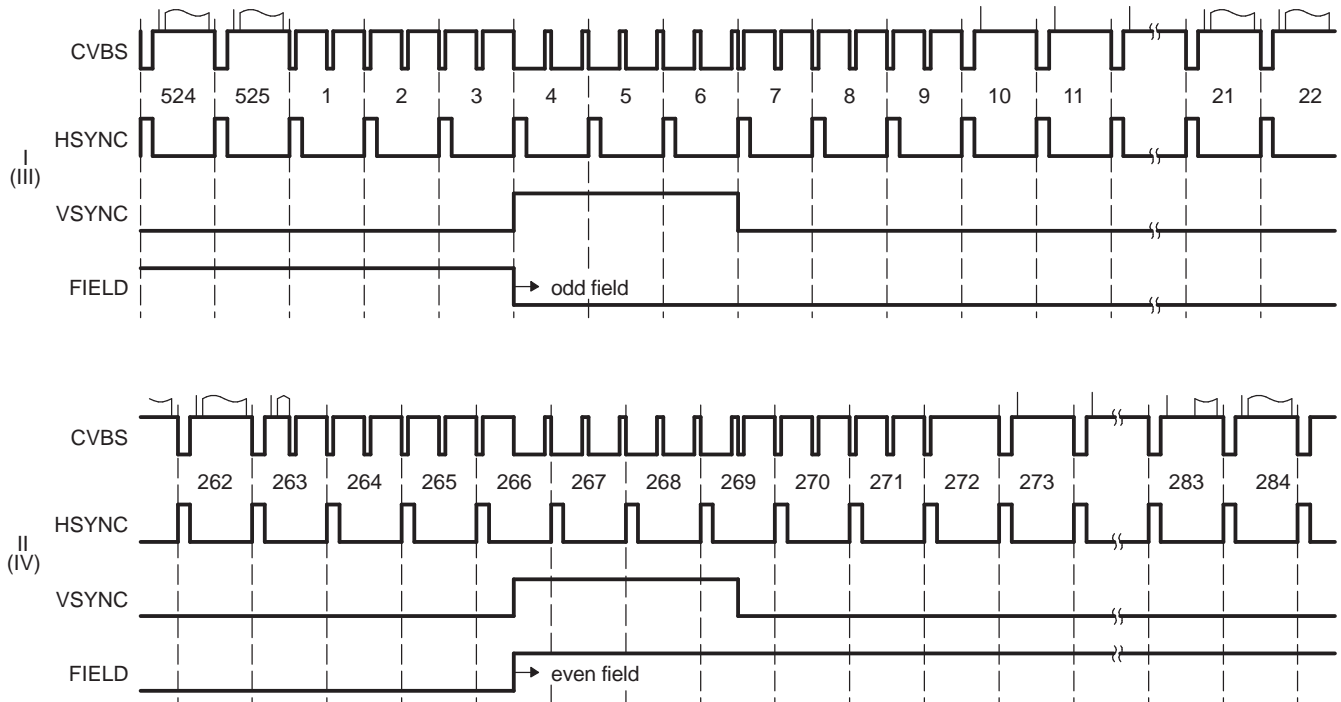 CVBS
524 525 1 2 3 4 5 6 7 8 9 10 11 21 22
HSYNC
I
(III)
VSYNC
FIELD
odd field
CVBS
262 263 264 265 266 267 268 269 270 271 272 273 283 284
HSYNC
II
(IV)
VSYNC
FIELD
even field